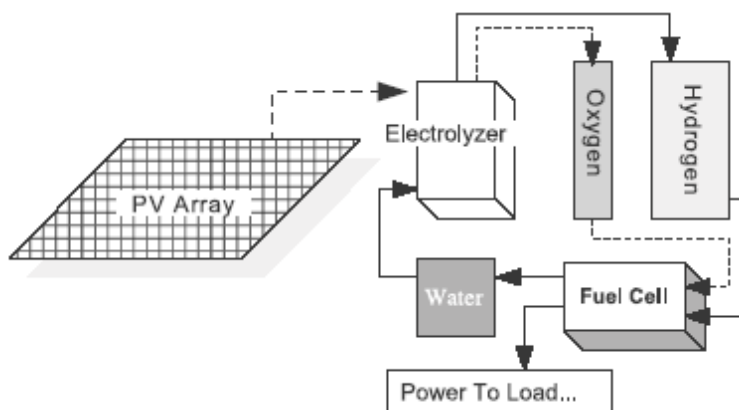 Electrolyzer
Oxygen
Hydrogen
PV Array
Water
Fuel Cell
Power To Load...